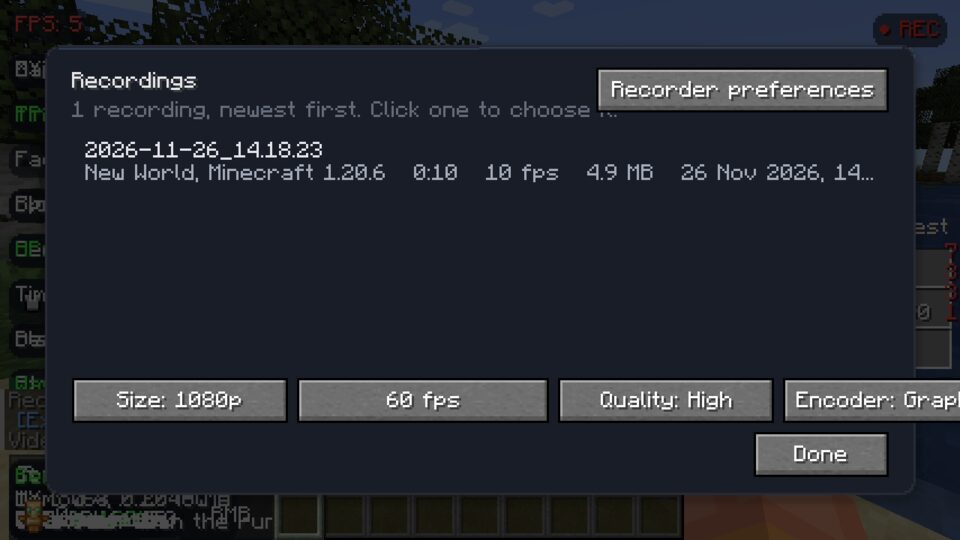 FPS: 5
REC
Recordings
Recorder preferences
1 recording, newest first. Click one to choose it.
2026-11-26_14.18.23
New World, Minecraft 1.20.6 0:10 10 fps 4.9 MB 26 Nov 2026, 14...
Size: 1080p
60 fps
Quality: High
Encoder: Grap
Done